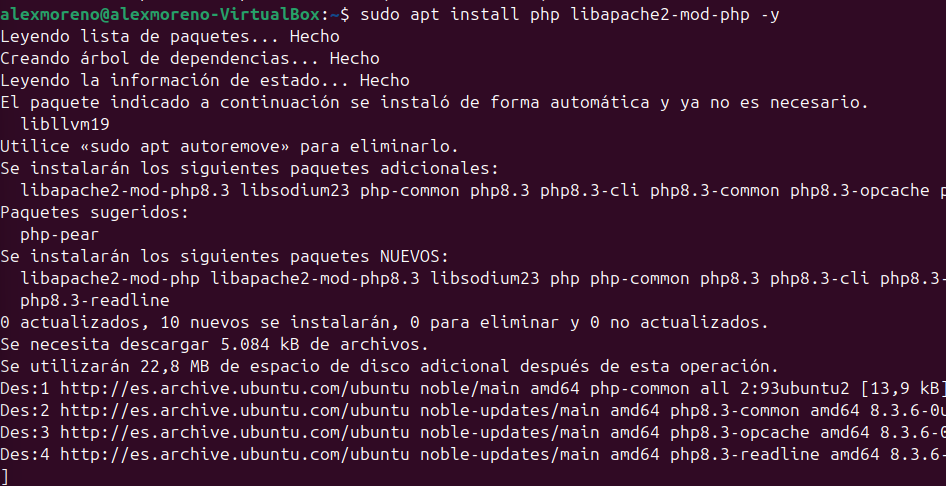 alexmoreno@alexmoreno-VirtualBox:~$ sudo apt install php libapache2-mod-php -y
Leyendo lista de paquetes... Hecho
Creando árbol de dependencias... Hecho
Leyendo la información de estado... Hecho
El paquete indicado a continuación se instaló de forma automática y ya no es necesario.
  libllvm19
Utilice «sudo apt autoremove» para eliminarlo.
Se instalarán los siguientes paquetes adicionales:
  libapache2-mod-php8.3 libsodium23 php-common php8.3 php8.3-cli php8.3-common php8.3-opcache p
Paquetes sugeridos:
  php-pear
Se instalarán los siguientes paquetes NUEVOS:
  libapache2-mod-php libapache2-mod-php8.3 libsodium23 php php-common php8.3 php8.3-cli php8.3-
  php8.3-readline
0 actualizados, 10 nuevos se instalarán, 0 para eliminar y 0 no actualizados.
Se necesita descargar 5.084 kB de archivos.
Se utilizarán 22,8 MB de espacio de disco adicional después de esta operación.
Des:1 http://es.archive.ubuntu.com/ubuntu noble/main amd64 php-common all 2:93ubuntu2 [13,9 kB]
Des:2 http://es.archive.ubuntu.com/ubuntu noble-updates/main amd64 php8.3-common amd64 8.3.6-0u
Des:3 http://es.archive.ubuntu.com/ubuntu noble-updates/main amd64 php8.3-opcache amd64 8.3.6-0
Des:4 http://es.archive.ubuntu.com/ubuntu noble-updates/main amd64 php8.3-readline amd64 8.3.6-
]